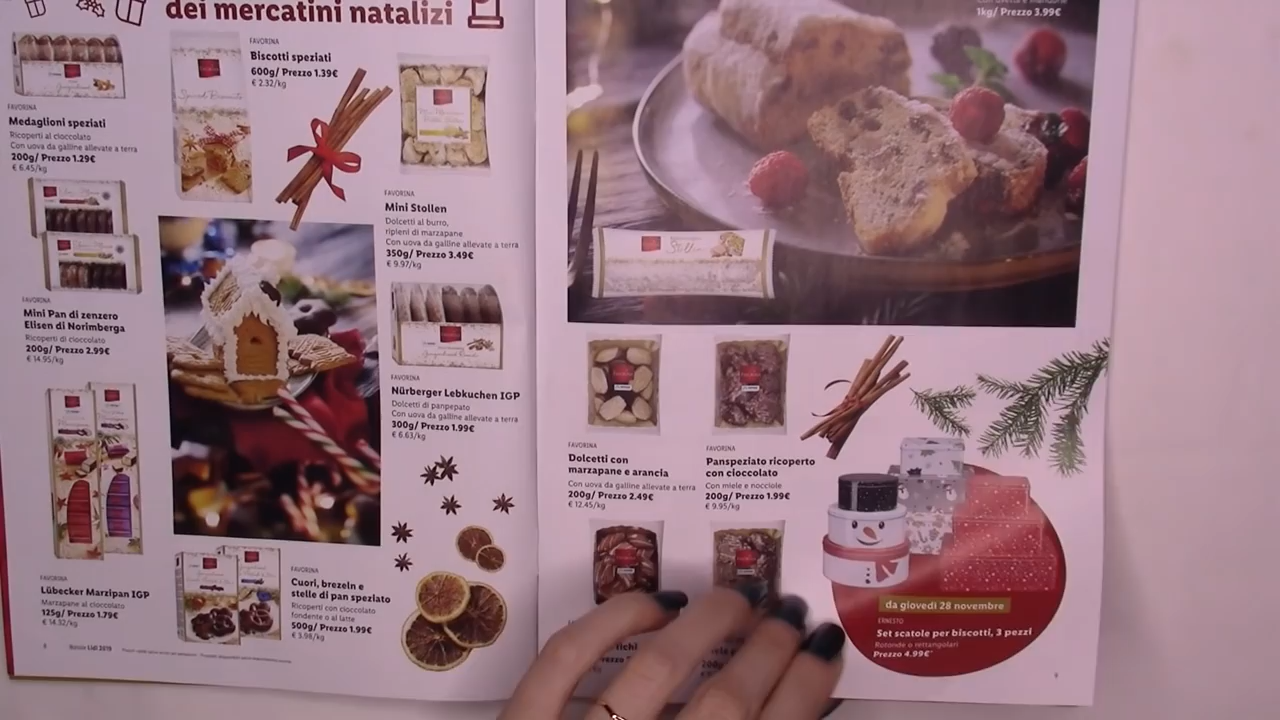 dei mercatini natalizi
FAVORINA
Medaglioni speziati
Ricoperti al cioccolato
Con uova da galline allevate a terra
200g/ Prezzo 1.29€
€ 6.45/kg
FAVORINA
Biscotti speziati
600g/ Prezzo 1.39€
€ 2.32/kg
FAVORINA
Mini Stollen
Dolcetti al burro,
ripieni di marzapane
Con uova da galline allevate a terra
350g/ Prezzo 3.49€
€ 9.97/kg
FAVORINA
Mini Pan di zenzero
Elisen di Norimberga
Ricoperti di cioccolato
200g/ Prezzo 2.99€
€ 14.95/kg
FAVORINA
Nürberger Lebkuchen IGP
Dolcetti di panpepato
Con uova da galline allevate a terra
300g/ Prezzo 1.99€
€ 6.63/kg
FAVORINA
Lübecker Marzipan IGP
Marzapane al cioccolato
125g/ Prezzo 1.79€
€ 14.32/kg
FAVORINA
Cuori, brezeln e
stelle di pan speziato
Ricoperti con cioccolato
fondente o al latte
500g/ Prezzo 1.99€
€ 3.98/kg
8
Natale Lidl 2019
1kg/ Prezzo 3.99€
Stollen
FAVORINA
Dolcetti con
marzapane e arancia
Con uova da galline allevate a terra
200g/ Prezzo 2.49€
€ 12.45/kg
FAVORINA
Panspeziato ricoperto
con cioccolato
Con miele e nocciole
200g/ Prezzo 1.99€
€ 9.95/kg
da giovedì 28 novembre
ERNESTO
Set scatole per biscotti, 3 pezzi
Rotonde o rettangolari
Prezzo 4.99€*
9